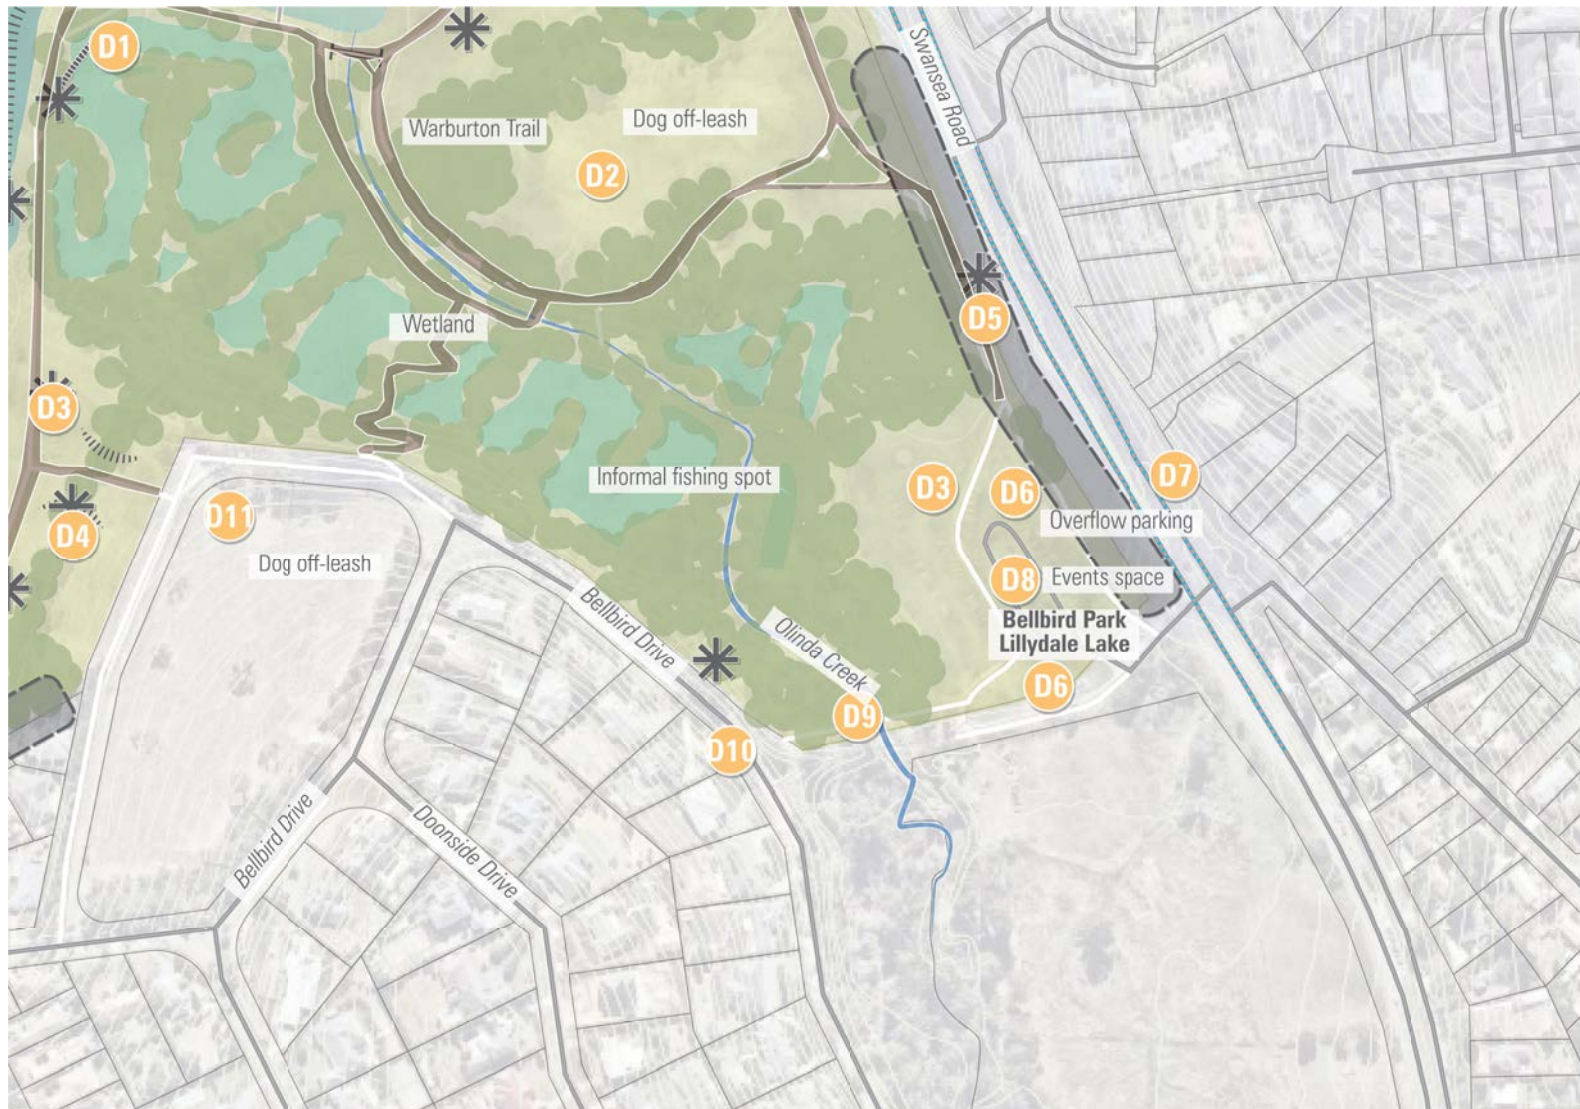 D1
Swansea Road
Warburton Trail
Dog off-leash
D2
D5
Wetland
D3
D7
Informal fishing spot
D3
D6
D11
D4
Overflow parking
Dog off-leash
D8
Events space
Bellbird Drive
Bellbird Park
Lillydale Lake
Olinda Creek
D6
D9
D10
Bellbird Drive
Doonside Drive